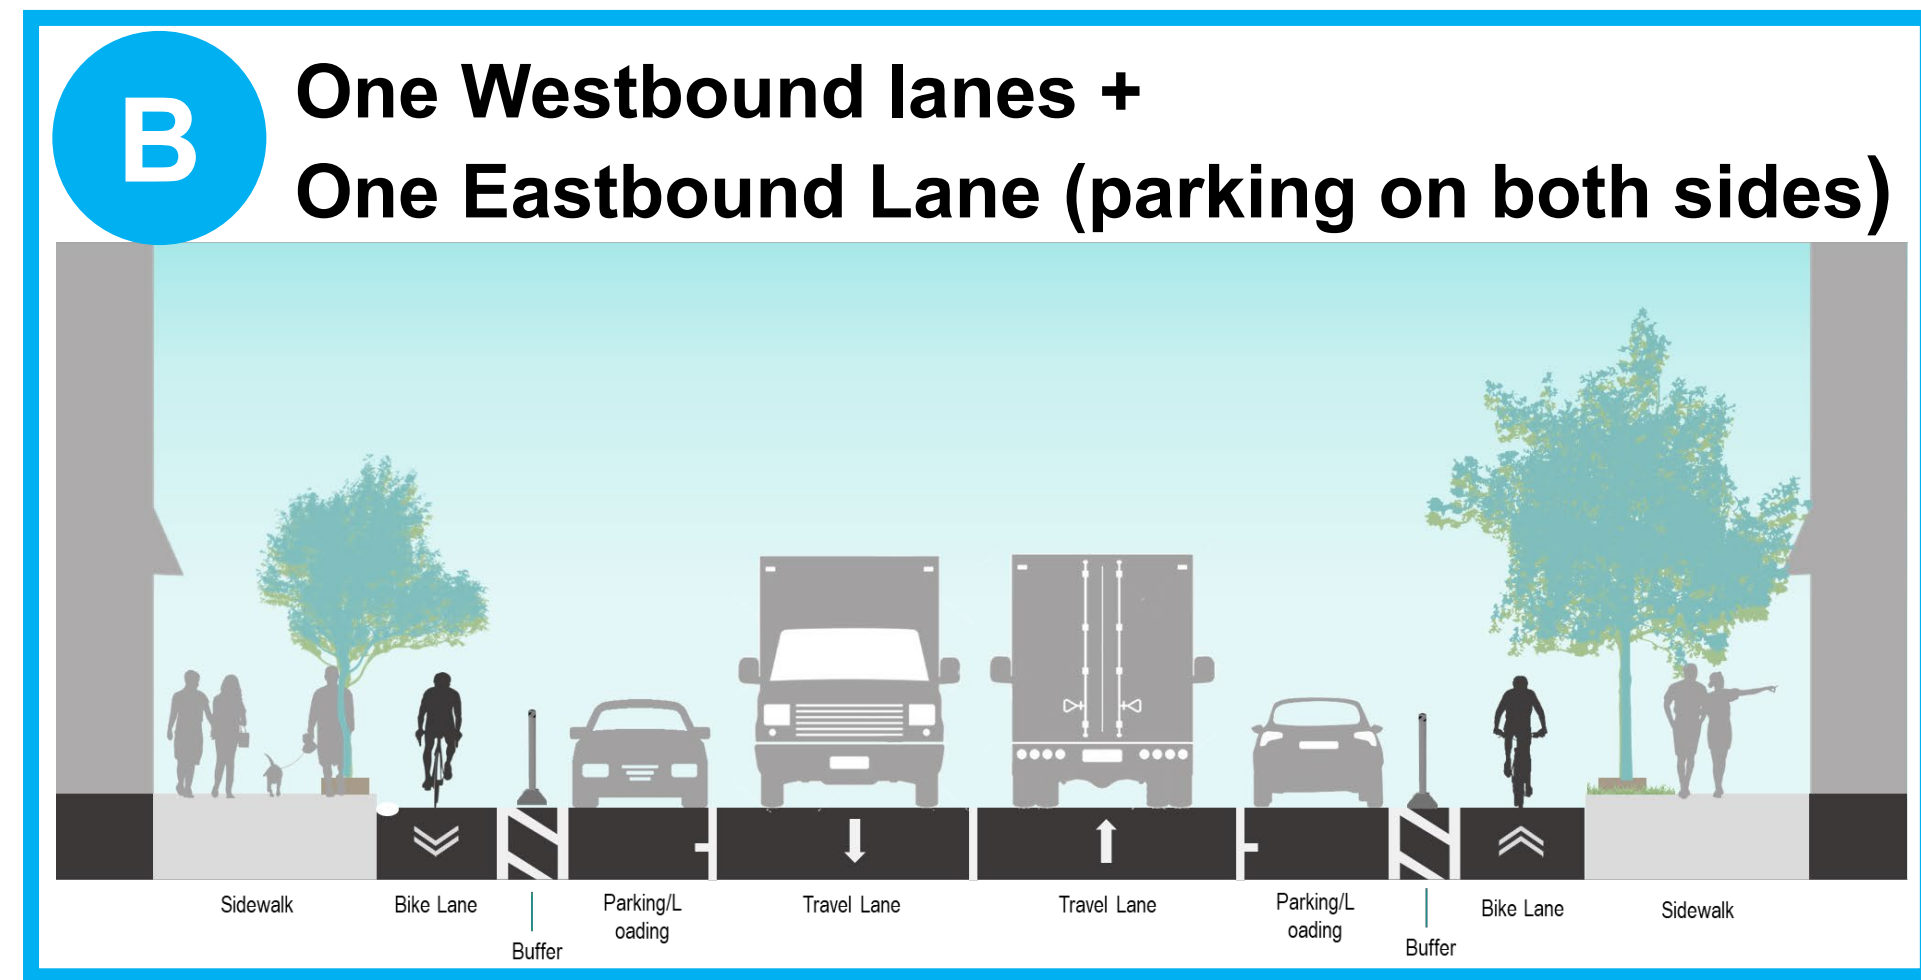 B
One Westbound lanes +
One Eastbound Lane (parking on both sides)
Sidewalk
Bike Lane
Buffer
Parking/L
oading
Travel Lane
Travel Lane
Parking/L
oading
Buffer
Bike Lane
Sidewalk